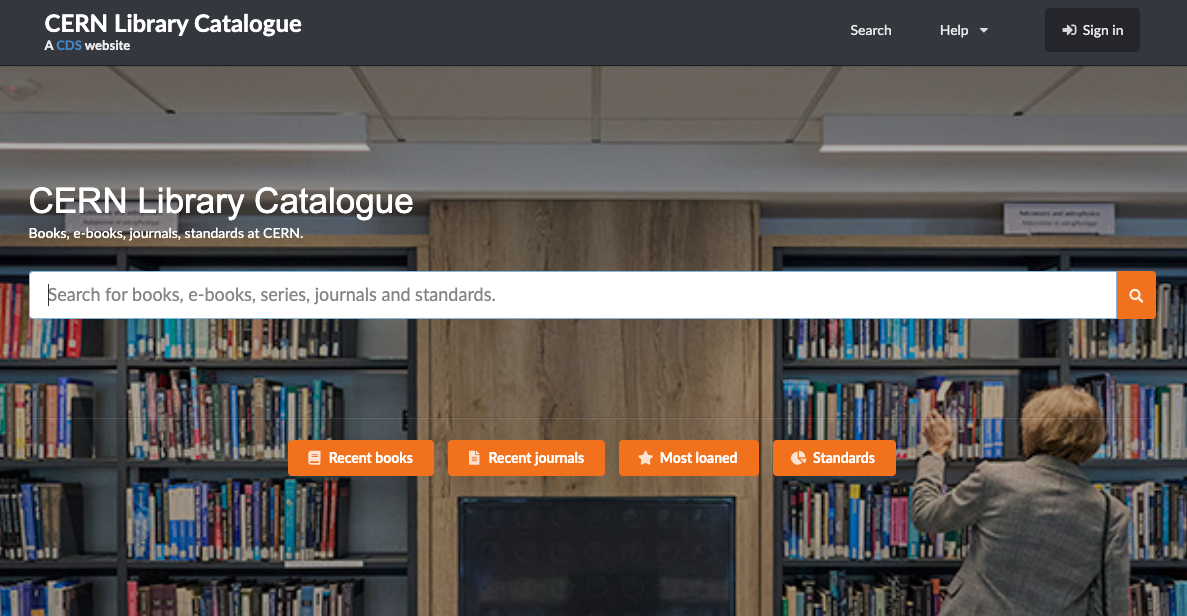 CERN Library Catalogue
A CDS website
Search
Help
Sign in
CERN Library Catalogue
Books, e-books, journals, standards at CERN.
Search for books, e-books, series, journals and standards.
Recent books
Recent journals
Most loaned
Standards